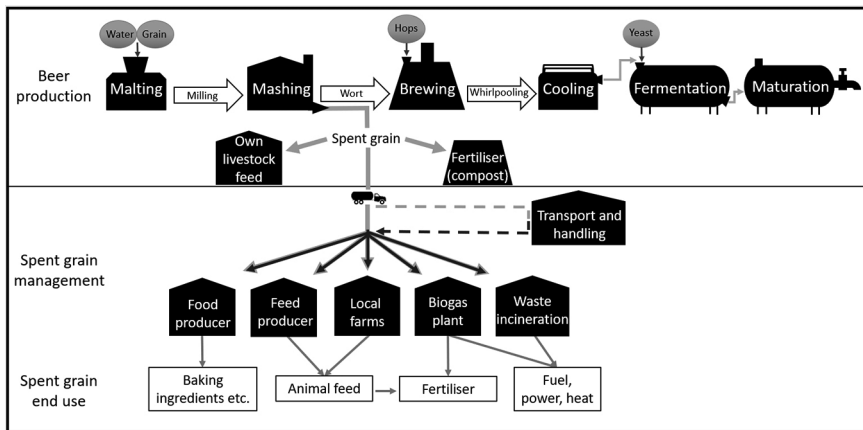 Water
Grain
Hops
Yeast
Beer
production
Malting
Milling
Mashing
Wort
Brewing
Whirlpooling
Cooling
Fermentation
Maturation
Spent grain
Own
livestock
feed
Fertiliser
(compost)
Transport and
handling
Spent grain
management
Food
producer
Feed
producer
Local
farms
Biogas
plant
Waste
incineration
Spent grain
end use
Baking
ingredients etc.
Animal feed
Fertiliser
Fuel,
power, heat